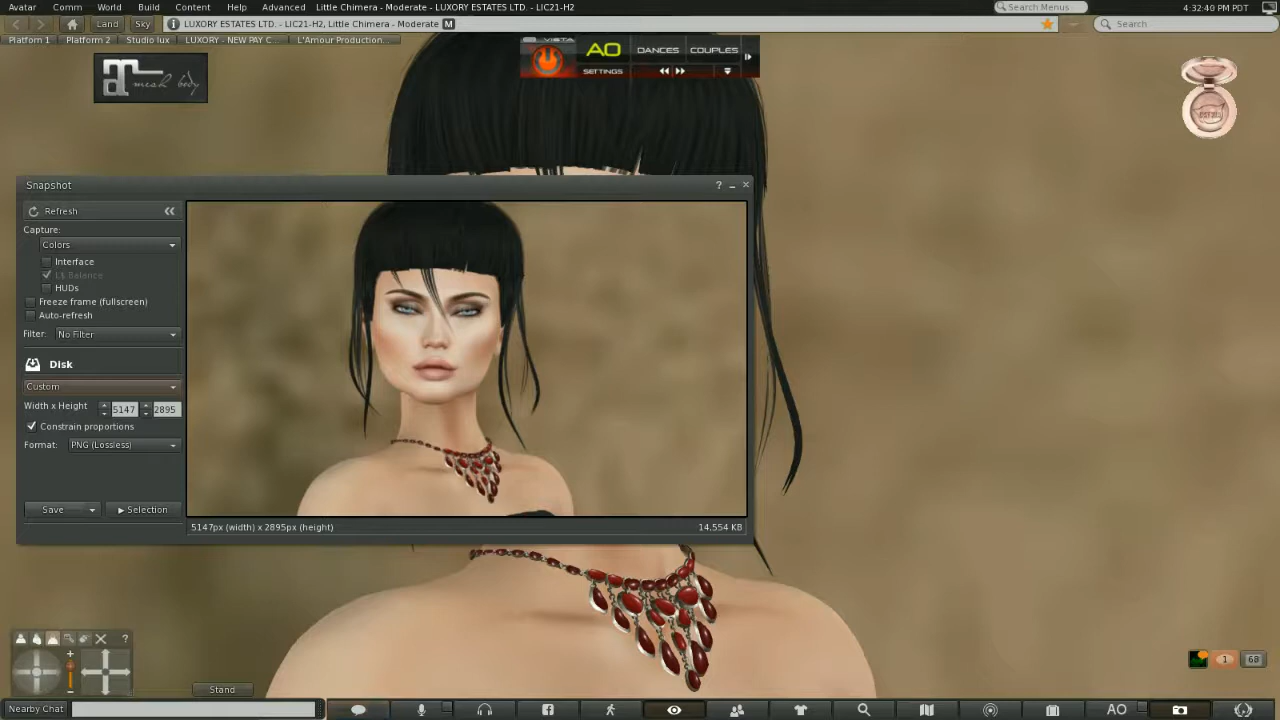 Avatar Comm World Build Content Help Advanced Little Chimera - Moderate - LUXORY ESTATES LTD. - LIC21-H2
Search Menus 4:32:40 PM PDT
Land Sky LUXORY ESTATES LTD. - LIC21-H2, Little Chimera - Moderate M Search
Platform 1 Platform 2 Studio lux LUXORY - NEW PAY C... L'Amour Production...
mesh body
VISTA
AO DANCES COUPLES
SETTINGS
Snapshot ?
Refresh
Capture:
Colors
Interface
L$ Balance
HUDs
Freeze frame (fullscreen)
Auto-refresh
Filter: No Filter
Disk
Custom
Width x Height 5147 2895
Constrain proportions
Format: PNG (Lossless)
Save Selection
5147px (width) x 2895px (height) 14,554 KB
?
Stand
1 68
Nearby Chat
AO